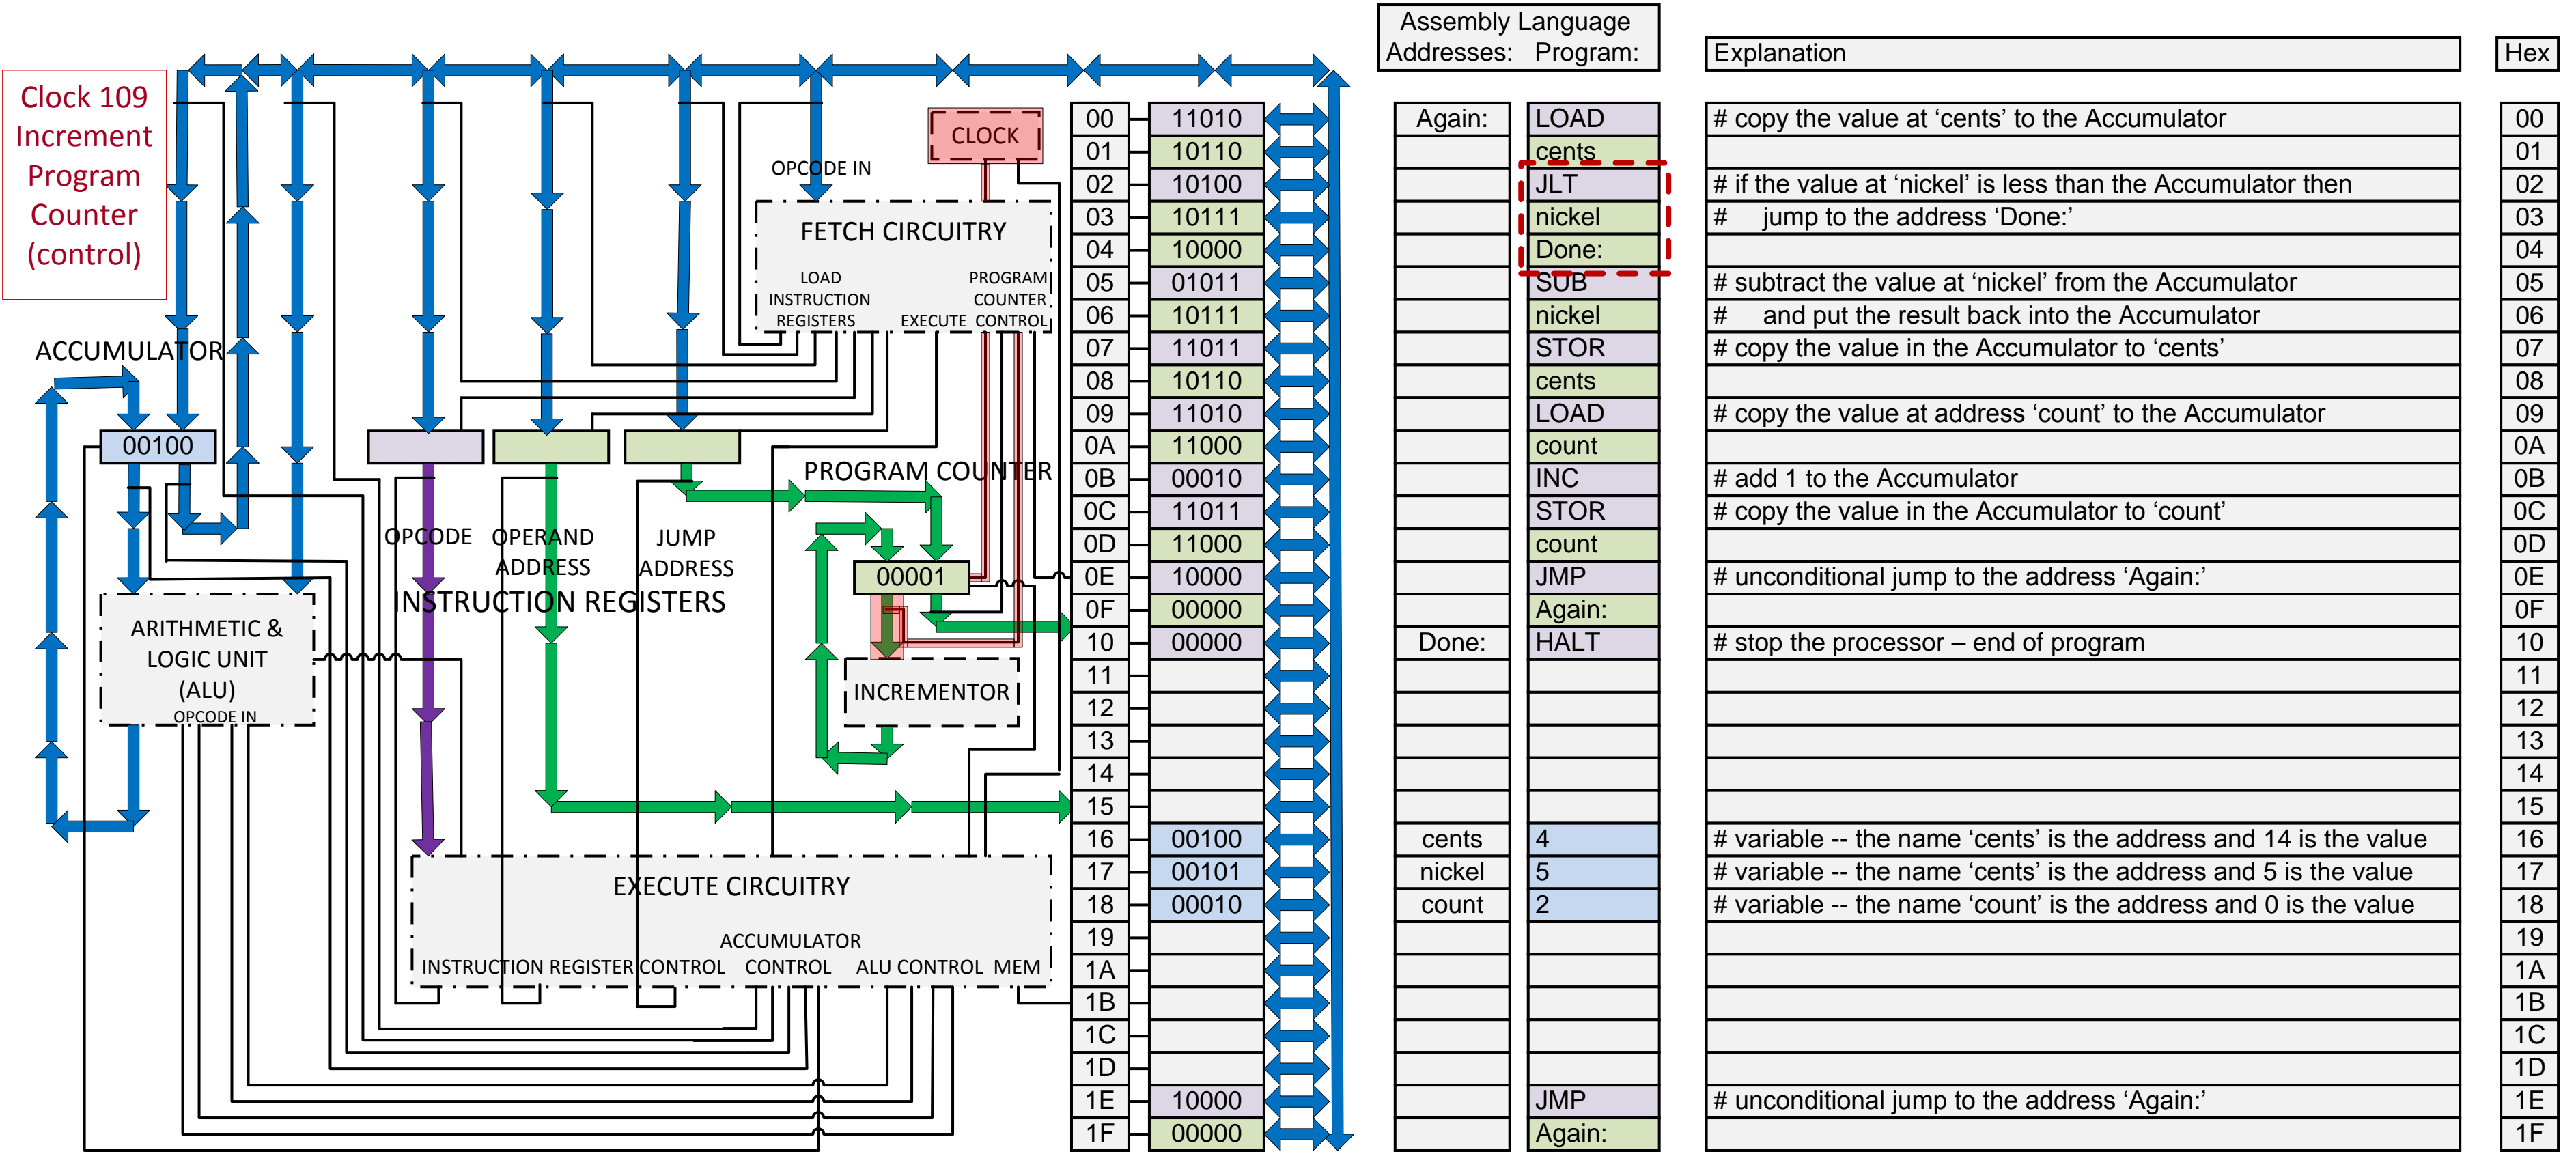 Assembly Language
Addresses: Program:
Explanation
Hex
Clock 109
Increment
Program
Counter
(control)
CLOCK
OPCODE IN
FETCH CIRCUITRY
LOAD
INSTRUCTION
REGISTERS
EXECUTE
PROGRAM
COUNTER
CONTROL
ACCUMULATOR
00100
PROGRAM COUNTER
00001
OPCODE
OPERAND
ADDRESS
JUMP
ADDRESS
INSTRUCTION REGISTERS
ARITHMETIC &
LOGIC UNIT
(ALU)
OPCODE IN
INCREMENTOR
EXECUTE CIRCUITRY
ACCUMULATOR
INSTRUCTION REGISTER CONTROL CONTROL ALU CONTROL MEM
00 11010 Again: LOAD # copy the value at ‘cents’ to the Accumulator 00
01 10110 cents 01
02 10100 JLT # if the value at ‘nickel’ is less than the Accumulator then 02
03 10111 nickel # jump to the address ‘Done:’ 03
04 10000 Done: 04
05 01011 SUB # subtract the value at ‘nickel’ from the Accumulator 05
06 10111 nickel # and put the result back into the Accumulator 06
07 11011 STOR # copy the value in the Accumulator to ‘cents’ 07
08 10110 cents 08
09 11010 LOAD # copy the value at address ‘count’ to the Accumulator 09
0A 11000 count 0A
0B 00010 INC # add 1 to the Accumulator 0B
0C 11011 STOR # copy the value in the Accumulator to ‘count’ 0C
0D 11000 count 0D
0E 10000 JMP # unconditional jump to the address ‘Again:’ 0E
0F 00000 Again: 0F
10 00000 Done: HALT # stop the processor – end of program 10
11 11
12 12
13 13
14 14
15 15
16 00100 cents 4 # variable -- the name ‘cents’ is the address and 14 is the value 16
17 00101 nickel 5 # variable -- the name ‘cents’ is the address and 5 is the value 17
18 00010 count 2 # variable -- the name ‘count’ is the address and 0 is the value 18
19 19
1A 1A
1B 1B
1C 1C
1D 1D
1E 10000 JMP # unconditional jump to the address ‘Again:’ 1E
1F 00000 Again: 1F